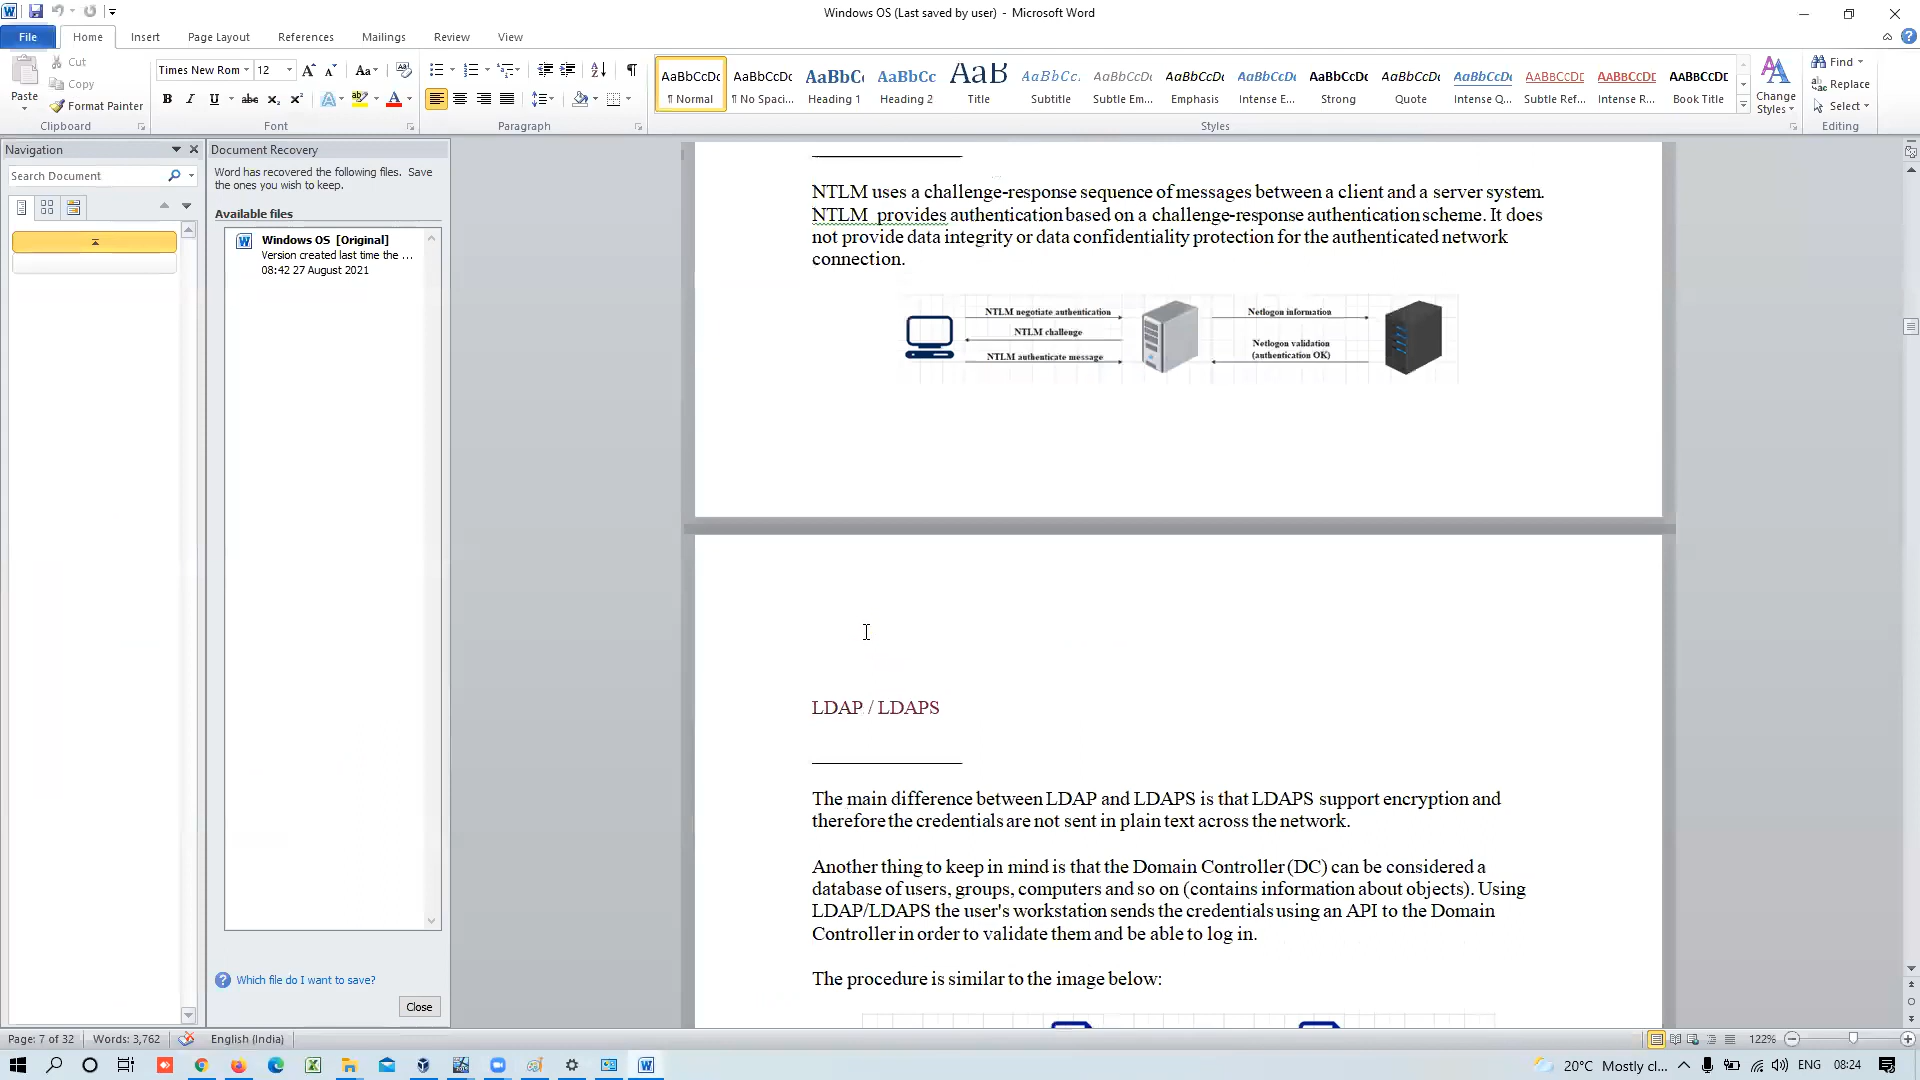 Windows OS (Last saved by user) - Microsoft Word
File Home Insert Page Layout References Mailings Review View
Paste
Cut
Copy
Format Painter
Clipboard
Times New Rom 12
Font
Paragraph
AaBbCcDc AaBbCcDc AaBbC AaBbCc AaB AaBbCc. AaBbCcDc AaBbCcDc AaBbCcDc AaBbCcDc AaBbCcDc AaBbCcDc AABBCCDE AABBCCDE AABBCCDE
¶ Normal ¶ No Spaci... Heading 1 Heading 2 Title Subtitle Subtle Em... Emphasis Intense E... Strong Quote Intense Q... Subtle Ref... Intense R... Book Title
Styles
Change
Styles
Find
Replace
Select
Editing
Navigation
Search Document
Document Recovery
Word has recovered the following files. Save
the ones you wish to keep.
Available files
Windows OS [Original]
Version created last time the ...
08:42 27 August 2021
Which file do I want to save?
Close
NTLM uses a challenge-response sequence of messages between a client and a server system.
NTLM provides authentication based on a challenge-response authentication scheme. It does
not provide data integrity or data confidentiality protection for the authenticated network
connection.
NTLM negotiate authentication
NTLM challenge
NTLM authenticate message
Netlogon information
Netlogon validation
(authentication OK)
LDAP / LDAPS
The main difference between LDAP and LDAPS is that LDAPS support encryption and
therefore the credentials are not sent in plain text across the network.
Another thing to keep in mind is that the Domain Controller (DC) can be considered a
database of users, groups, computers and so on (contains information about objects). Using
LDAP/LDAPS the user's workstation sends the credentials using an API to the Domain
Controller in order to validate them and be able to log in.
The procedure is similar to the image below:
Page: 7 of 32 Words: 3,762 English (India) 122%
20°C Mostly cl... ENG 08:24